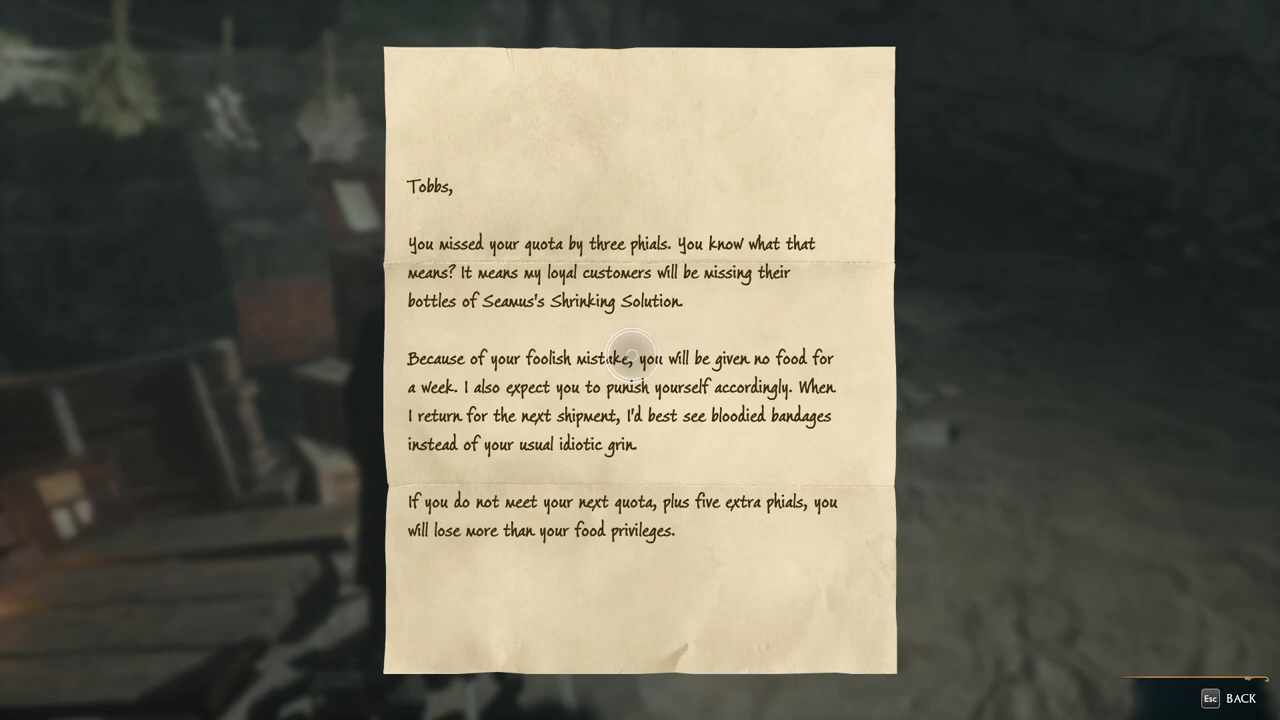 Tobbs,
You missed your quota by three phials. You know what that
means? It means my loyal customers will be missing their
bottles of Seamus's Shrinking Solution.
Because of your foolish mistake, you will be given no food for
a week. I also expect you to punish yourself accordingly. When
I return for the next shipment, I'd best see bloodied bandages
instead of your usual idiotic grin.
If you do not meet your next quota, plus five extra phials, you
will lose more than your food privileges.
Esc BACK